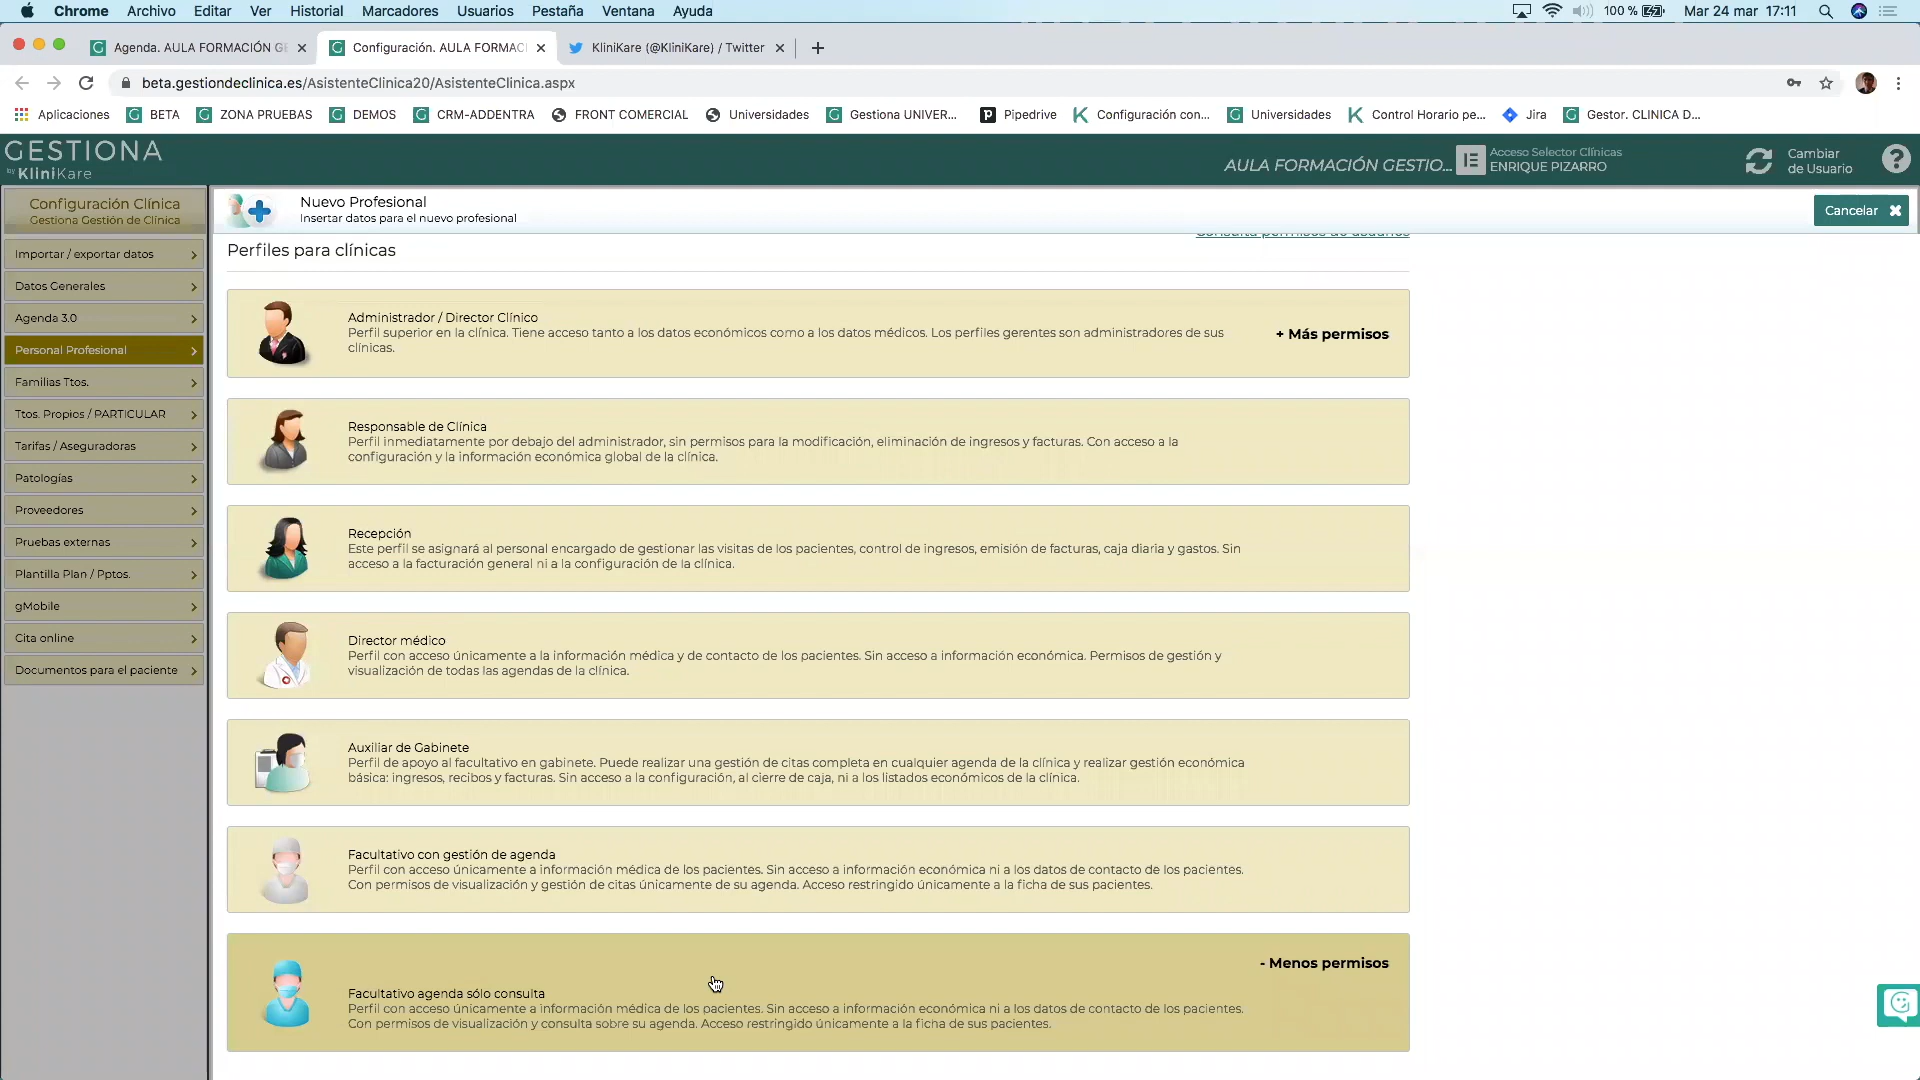 Chrome Archivo Editar Ver Historial Marcadores Usuarios Pestaña Ventana Ayuda 100 % Mar 24 mar 17:11
Agenda. AULA FORMACIÓN GE Configuración. AULA FORMAC KliniKare (@KliniKare) / Twitter
beta.gestiondeclinica.es/AsistenteClinica20/AsistenteClinica.aspx
Aplicaciones BETA ZONA PRUEBAS DEMOS CRM-ADDENTRA FRONT COMERCIAL Universidades Gestiona UNIVER... Pipedrive Configuración con... Universidades Control Horario pe... Jira Gestor. CLINICA D...
GESTIONA
by KliniKare
AULA FORMACIÓN GESTIO...
Acceso Selector Clínicas
ENRIQUE PIZARRO
Cambiar
de Usuario
Configuración Clínica
Gestiona Gestión de Clínica
Importar / exportar datos
Datos Generales
Agenda 3.0
Personal Profesional
Familias Ttos.
Ttos. Propios / PARTICULAR
Tarifas / Aseguradoras
Patologías
Proveedores
Pruebas externas
Plantilla Plan / Pptos.
gMobile
Cita online
Documentos para el paciente
Nuevo Profesional
Insertar datos para el nuevo profesional
Cancelar
Consulta permisos de usuarios
Perfiles para clínicas
Administrador / Director Clínico
Perfil superior en la clínica. Tiene acceso tanto a los datos económicos como a los datos médicos. Los perfiles gerentes son administradores de sus
clínicas.
+ Más permisos
Responsable de Clínica
Perfil inmediatamente por debajo del administrador, sin permisos para la modificación, eliminación de ingresos y facturas. Con acceso a la
configuración y la información económica global de la clínica.
Recepción
Este perfil se asignará al personal encargado de gestionar las visitas de los pacientes, control de ingresos, emisión de facturas, caja diaria y gastos. Sin
acceso a la facturación general ni a la configuración de la clínica.
Director médico
Perfil con acceso únicamente a la información médica y de contacto de los pacientes. Sin acceso a información económica. Permisos de gestión y
visualización de todas las agendas de la clínica.
Auxiliar de Gabinete
Perfil de apoyo al facultativo en gabinete. Puede realizar una gestión de citas completa en cualquier agenda de la clínica y realizar gestión económica
básica: ingresos, recibos y facturas. Sin acceso a la configuración, al cierre de caja, ni a los listados económicos de la clínica.
Facultativo con gestión de agenda
Perfil con acceso únicamente a información médica de los pacientes. Sin acceso a información económica ni a los datos de contacto de los pacientes.
Con permisos de visualización y gestión de citas únicamente de su agenda. Acceso restringido únicamente a la ficha de sus pacientes.
- Menos permisos
Facultativo agenda sólo consulta
Perfil con acceso únicamente a información médica de los pacientes. Sin acceso a información económica ni a los datos de contacto de los pacientes.
Con permisos de visualización y consulta sobre su agenda. Acceso restringido únicamente a la ficha de sus pacientes.